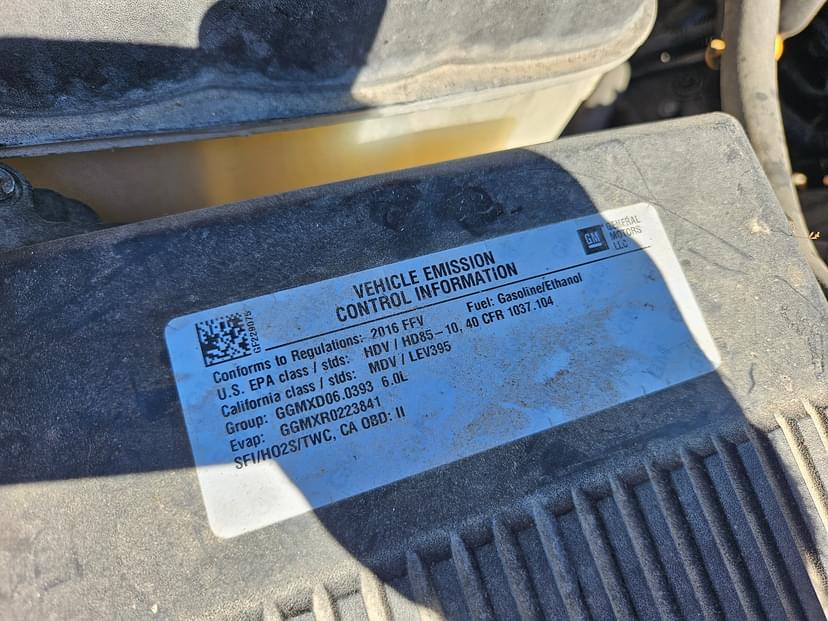 GM GENERAL MOTORS LLC
VEHICLE EMISSION
CONTROL INFORMATION
GF229075
Conforms to Regulations: 2016 FFV Fuel: Gasoline/Ethanol
U.S. EPA class / stds: HDV / HD85-10, 40 CFR 1037.104
California class / stds: MDV / LEV395
Group: GGMXD06.0393 6.0L
Evap: GGMXR0223841
SFI/HO2S/TWC, CA OBD: II